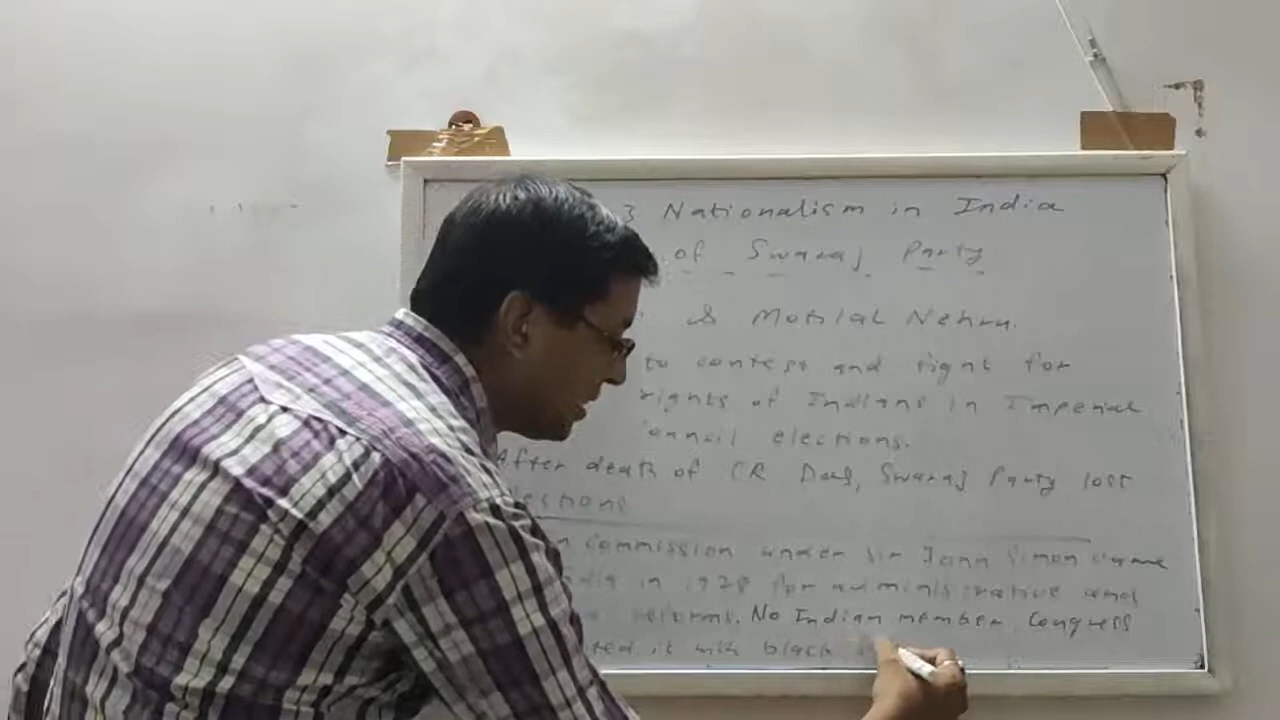 3 Nationalism in India
of Swaraj Party
& Motilal Nehru.
to contest and fight for
rights of Indians in Imperial
elections.
After death of CR Das, Swaraj Party lost
Commission under Sir John Simon came
in 1928 for administrative and
reforms. No Indian member. Congress
it with black